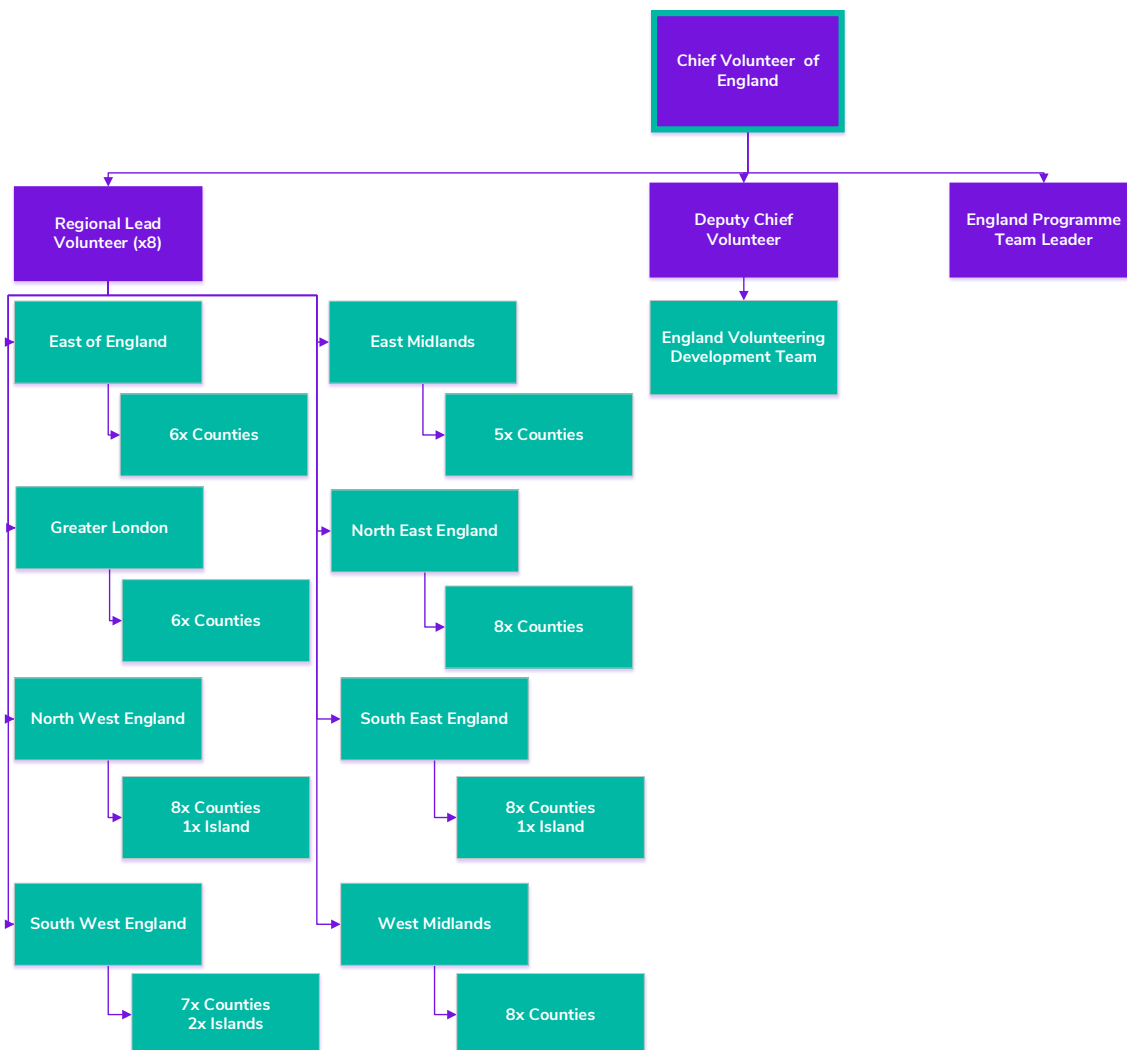 Chief Volunteer of
England
Regional Lead
Volunteer (x8)
Deputy Chief
Volunteer
England Programme
Team Leader
East of England
East Midlands
England Volunteering
Development Team
6x Counties
5x Counties
Greater London
North East England
6x Counties
8x Counties
North West England
South East England
8x Counties
1x Island
8x Counties
1x Island
South West England
West Midlands
7x Counties
2x Islands
8x Counties